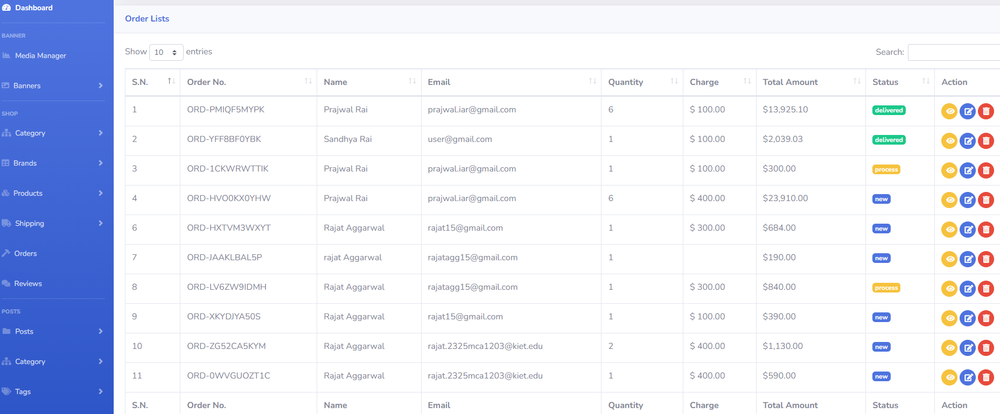 Dashboard
BANNER
Media Manager
Banners
SHOP
Category
Brands
Products
Shipping
Orders
Reviews
POSTS
Posts
Category
Tags
Order Lists
Show 10 entries
Search:
S.N. Order No. Name Email Quantity Charge Total Amount Status Action
1 ORD-PMIQF5MYPK Prajwal Rai prajwal.iar@gmail.com 6 $ 100.00 $13,925.10 delivered
2 ORD-YFF8BF0YBK Sandhya Rai user@gmail.com 1 $ 100.00 $2,039.03 delivered
3 ORD-1CKWRWTTIK Prajwal Rai prajwal.iar@gmail.com 1 $ 100.00 $300.00 process
4 ORD-HVO0KX0YHW Prajwal Rai prajwal.iar@gmail.com 6 $ 400.00 $23,910.00 new
6 ORD-HXTVM3WXYT Rajat Aggarwal rajat15@gmail.com 1 $ 300.00 $684.00 new
7 ORD-JAAKLBAL5P rajat Aggarwal rajatagg15@gmail.com 1 $190.00 new
8 ORD-LV6ZW9IDMH Rajat Aggarwal rajatagg15@gmail.com 1 $ 300.00 $840.00 process
9 ORD-XKYDJYA50S Rajat Aggarwal rajat15@gmail.com 1 $ 100.00 $390.00 new
10 ORD-ZG52CA5KYM Rajat Aggarwal rajat.2325mca1203@kiet.edu 2 $ 400.00 $1,130.00 new
11 ORD-0WVGUOZT1C Rajat Aggarwal rajat.2325mca1203@kiet.edu 1 $ 400.00 $590.00 new
S.N. Order No. Name Email Quantity Charge Total Amount Status Action